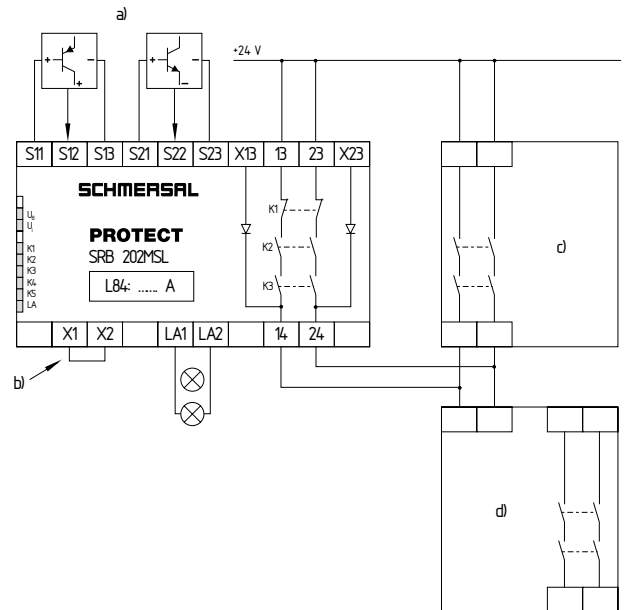 a)
+24 V
+ - + -
+ -
S11 S12 S13 S21 S22 S23 X13 13 23 X23
SCHMERSAL
PROTECT
SRB 202MSL
L84: ...... A
UB
Ui
K1
K2
K3
K4
K5
LA
K1
K2
K3
X1 X2 LA1 LA2 14 24
b)
c)
d)